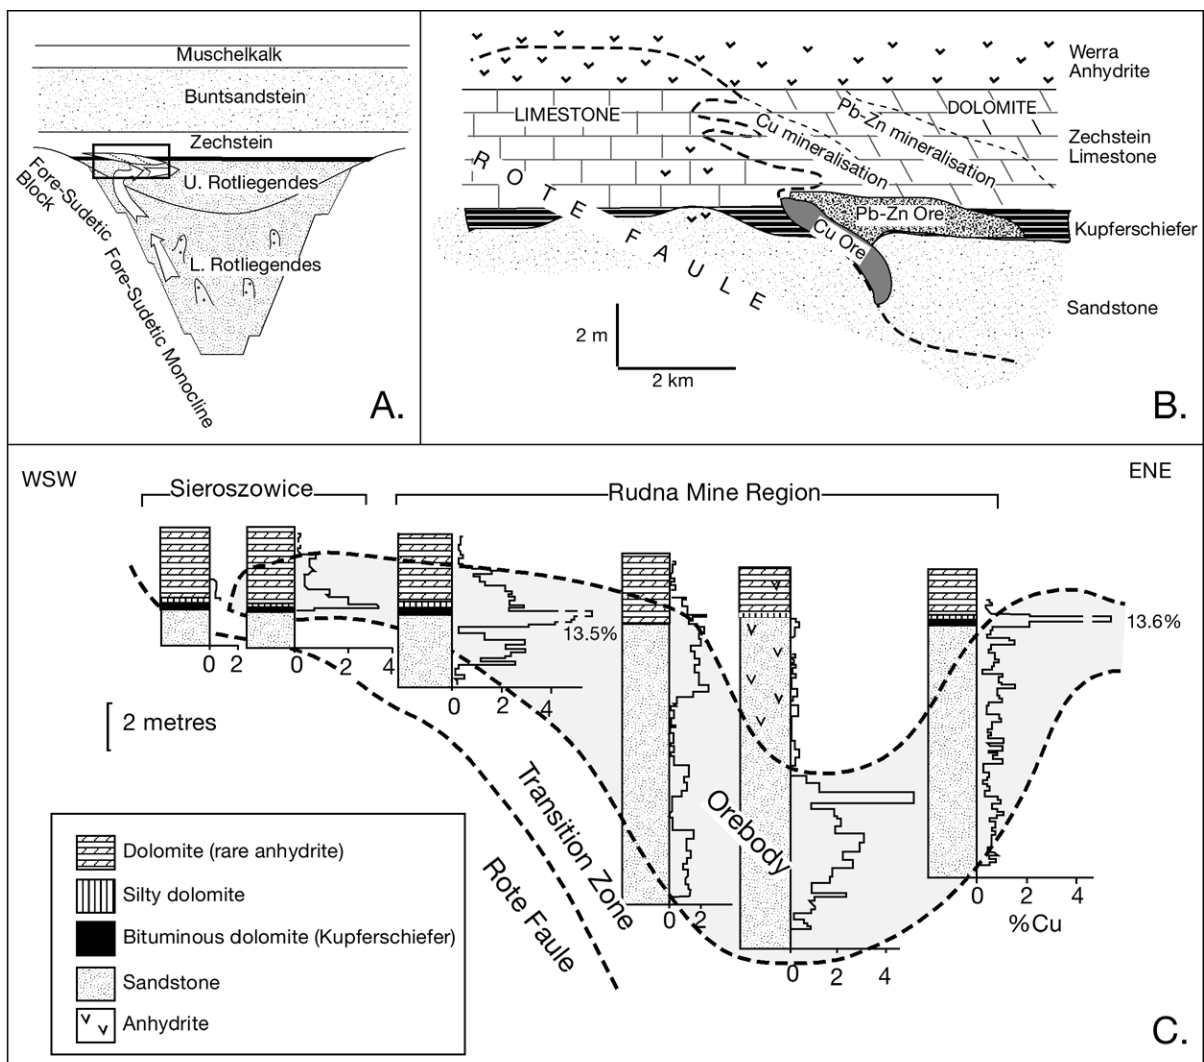 Muschelkalk
Buntsandstein
Zechstein
U. Rotliegendes
L. Rotliegendes
Fore-Sudetic
Block
Fore-Sudetic Monocline
A.
Werra
Anhydrite
LIMESTONE
DOLOMITE
Cu mineralisation
Pb-Zn mineralisation
Zechstein
Limestone
ROTE FAULE
Pb-Zn Ore
Cu Ore
Kupferschiefer
Sandstone
2 m
2 km
B.
WSW
ENE
Sieroszowice
Rudna Mine Region
13.5%
13.6%
0 2
0 2 4
0 2 4
0 2
0 2 4
0 2 4
%Cu
2 metres
Transition Zone
Rote Faule
Orebody
Dolomite (rare anhydrite)
Silty dolomite
Bituminous dolomite (Kupferschiefer)
Sandstone
Anhydrite
C.